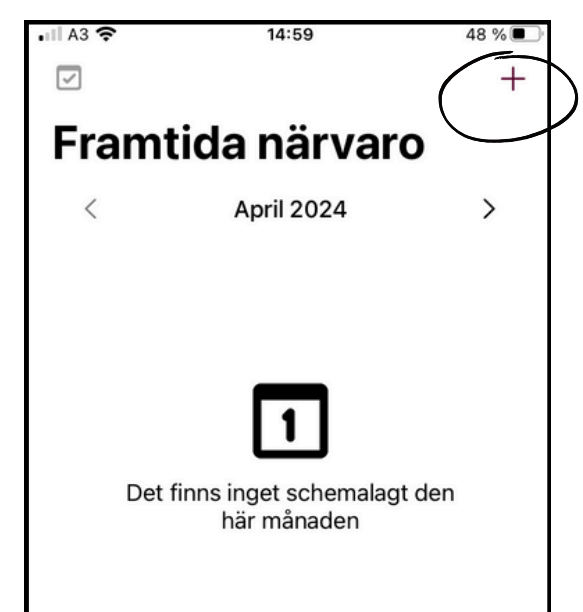 A3 14:59 48 %
Framtida närvaro
April 2024
1
Det finns inget schemalagt den
här månaden